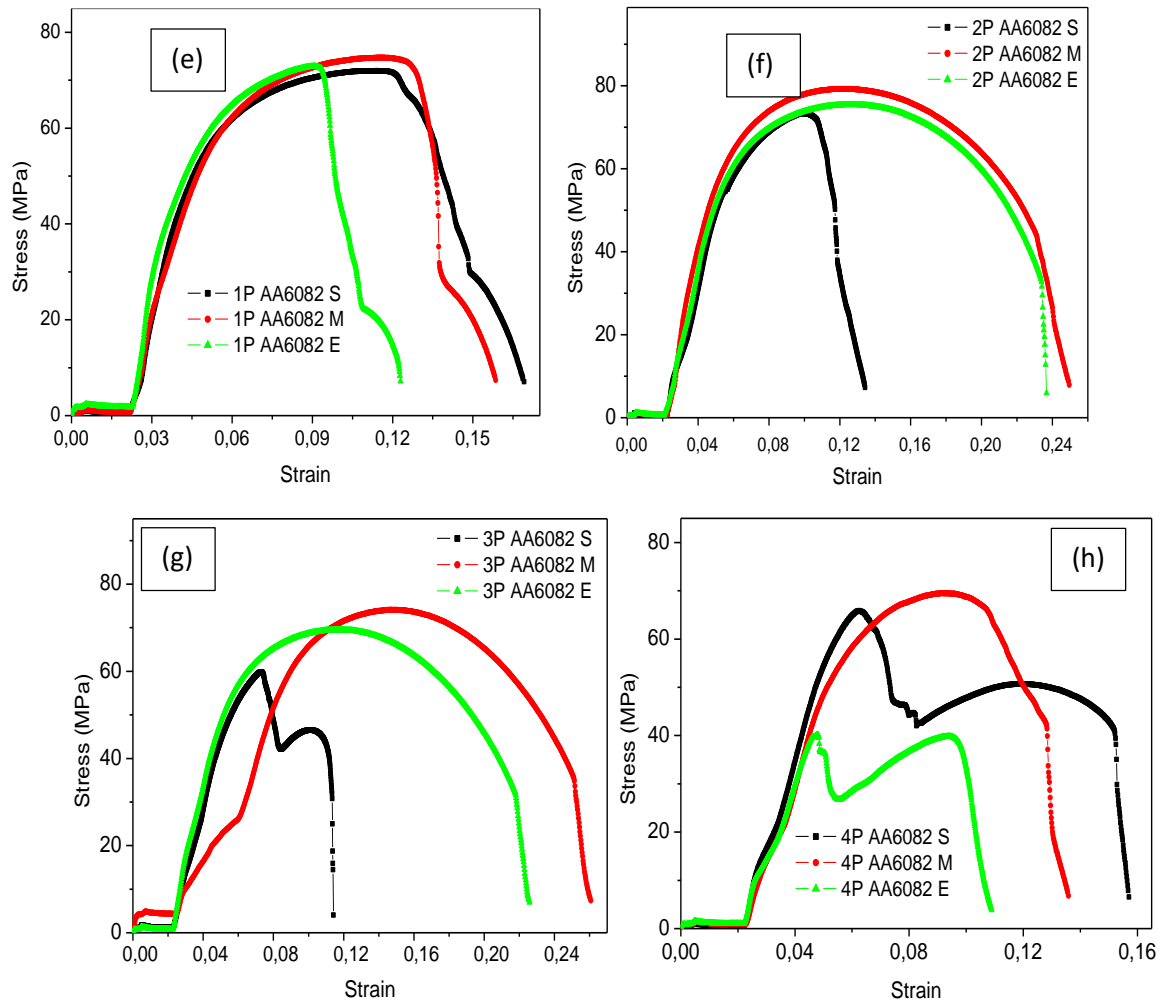 (e)
80
60
40
20
0
Stress (MPa)
1P AA6082 S
1P AA6082 M
1P AA6082 E
0,00 0,03 0,06 0,09 0,12 0,15
Strain
(f)
2P AA6082 S
2P AA6082 M
2P AA6082 E
80
60
40
20
0
Stress (MPa)
0,00 0,04 0,08 0,12 0,16 0,20 0,24
Strain
(g)
3P AA6082 S
3P AA6082 M
3P AA6082 E
80
60
40
20
0
Stress (MPa)
0,00 0,04 0,08 0,12 0,16 0,20 0,24
Strain
(h)
80
60
40
20
0
Stress (MPa)
4P AA6082 S
4P AA6082 M
4P AA6082 E
0,00 0,04 0,08 0,12 0,16
Strain